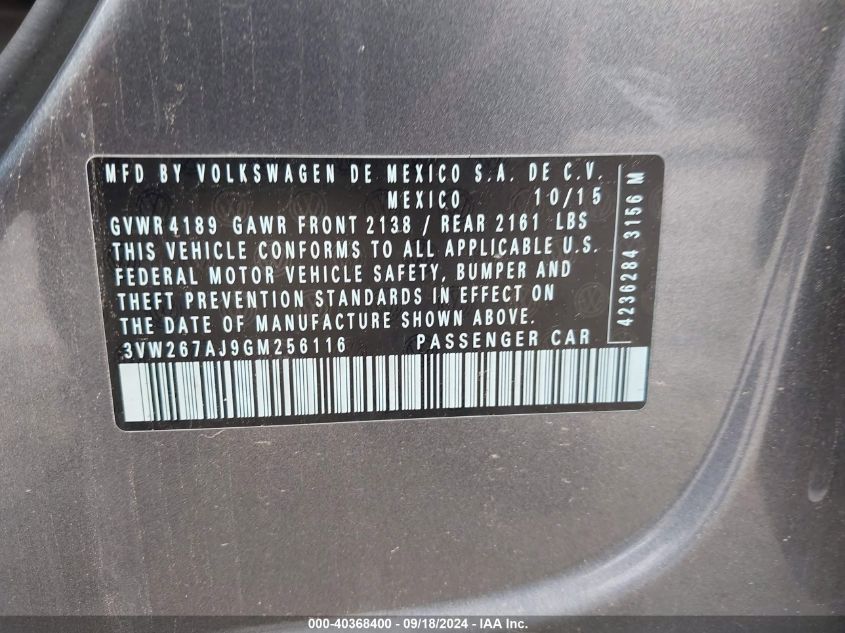 MFD BY VOLKSWAGEN DE MEXICO S.A. DE C.V.
MEXICO 10/15
GVWR 4189 GAWR FRONT 2138 / REAR 2161 LBS
THIS VEHICLE CONFORMS TO ALL APPLICABLE U.S.
FEDERAL MOTOR VEHICLE SAFETY, BUMPER AND
THEFT PREVENTION STANDARDS IN EFFECT ON
THE DATE OF MANUFACTURE SHOWN ABOVE.
3VW267AJ9GM256116 PASSENGER CAR
4236284 3156 M
000-40368400 - 09/18/2024 - IAA Inc.